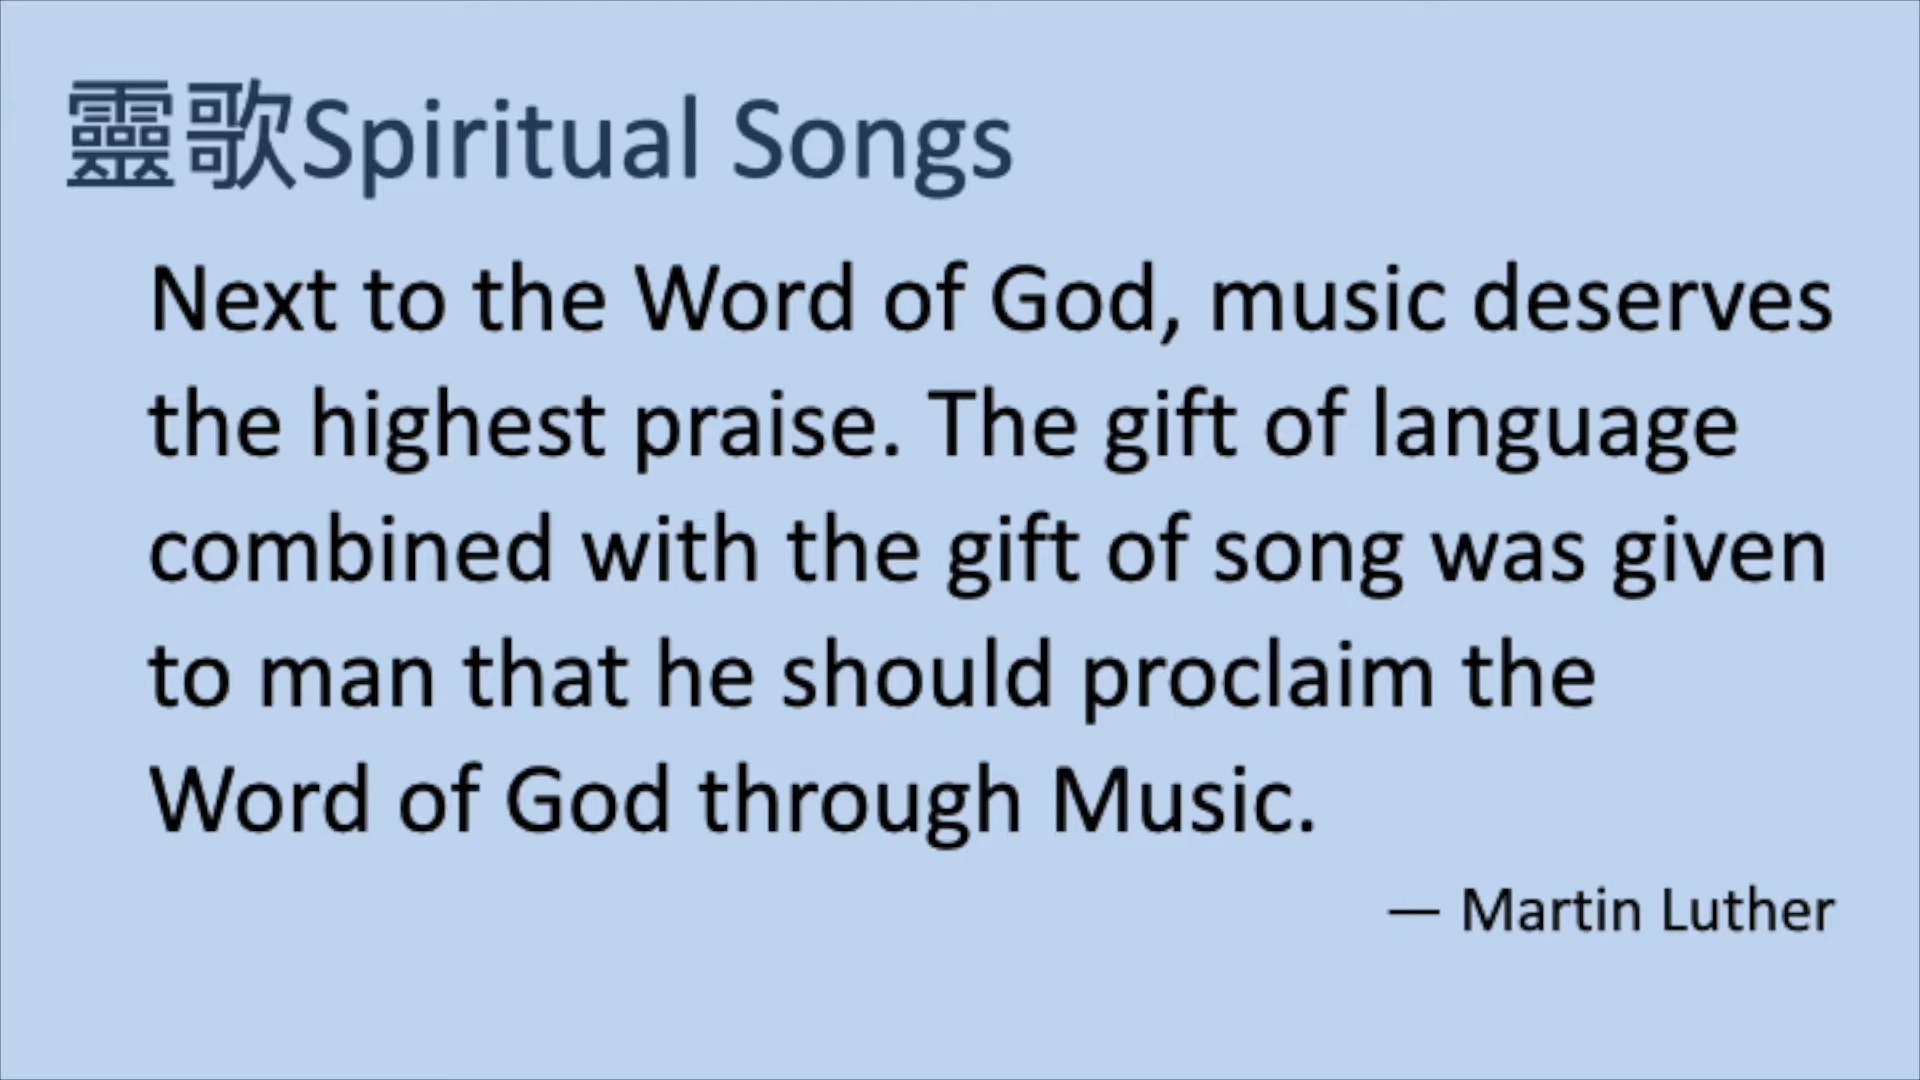 靈歌Spiritual Songs
Next to the Word of God, music deserves
the highest praise. The gift of language
combined with the gift of song was given
to man that he should proclaim the
Word of God through Music.
— Martin Luther